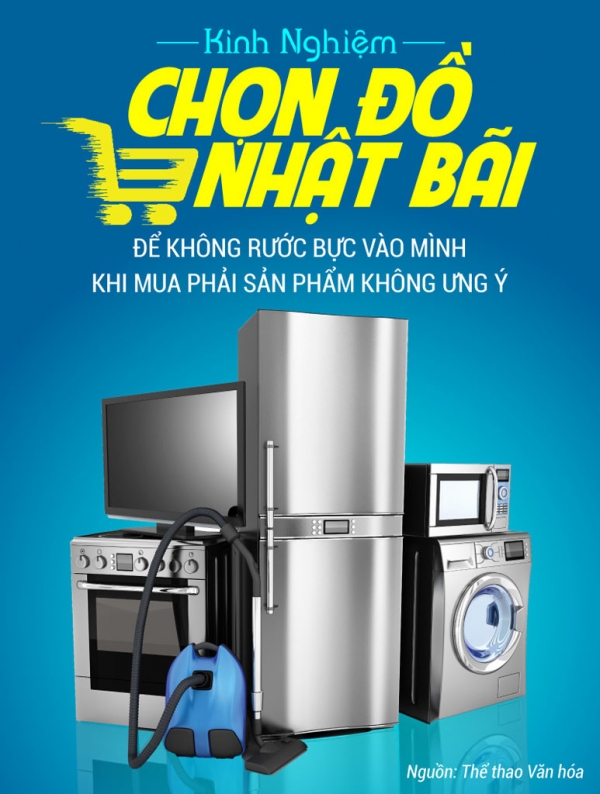 Kinh Nghiệm
CHỌN ĐỒ
NHẬT BÃI
ĐỂ KHÔNG RƯỚC BỰC VÀO MÌNH
KHI MUA PHẢI SẢN PHẨM KHÔNG ƯNG Ý
Nguồn: Thể thao Văn hóa